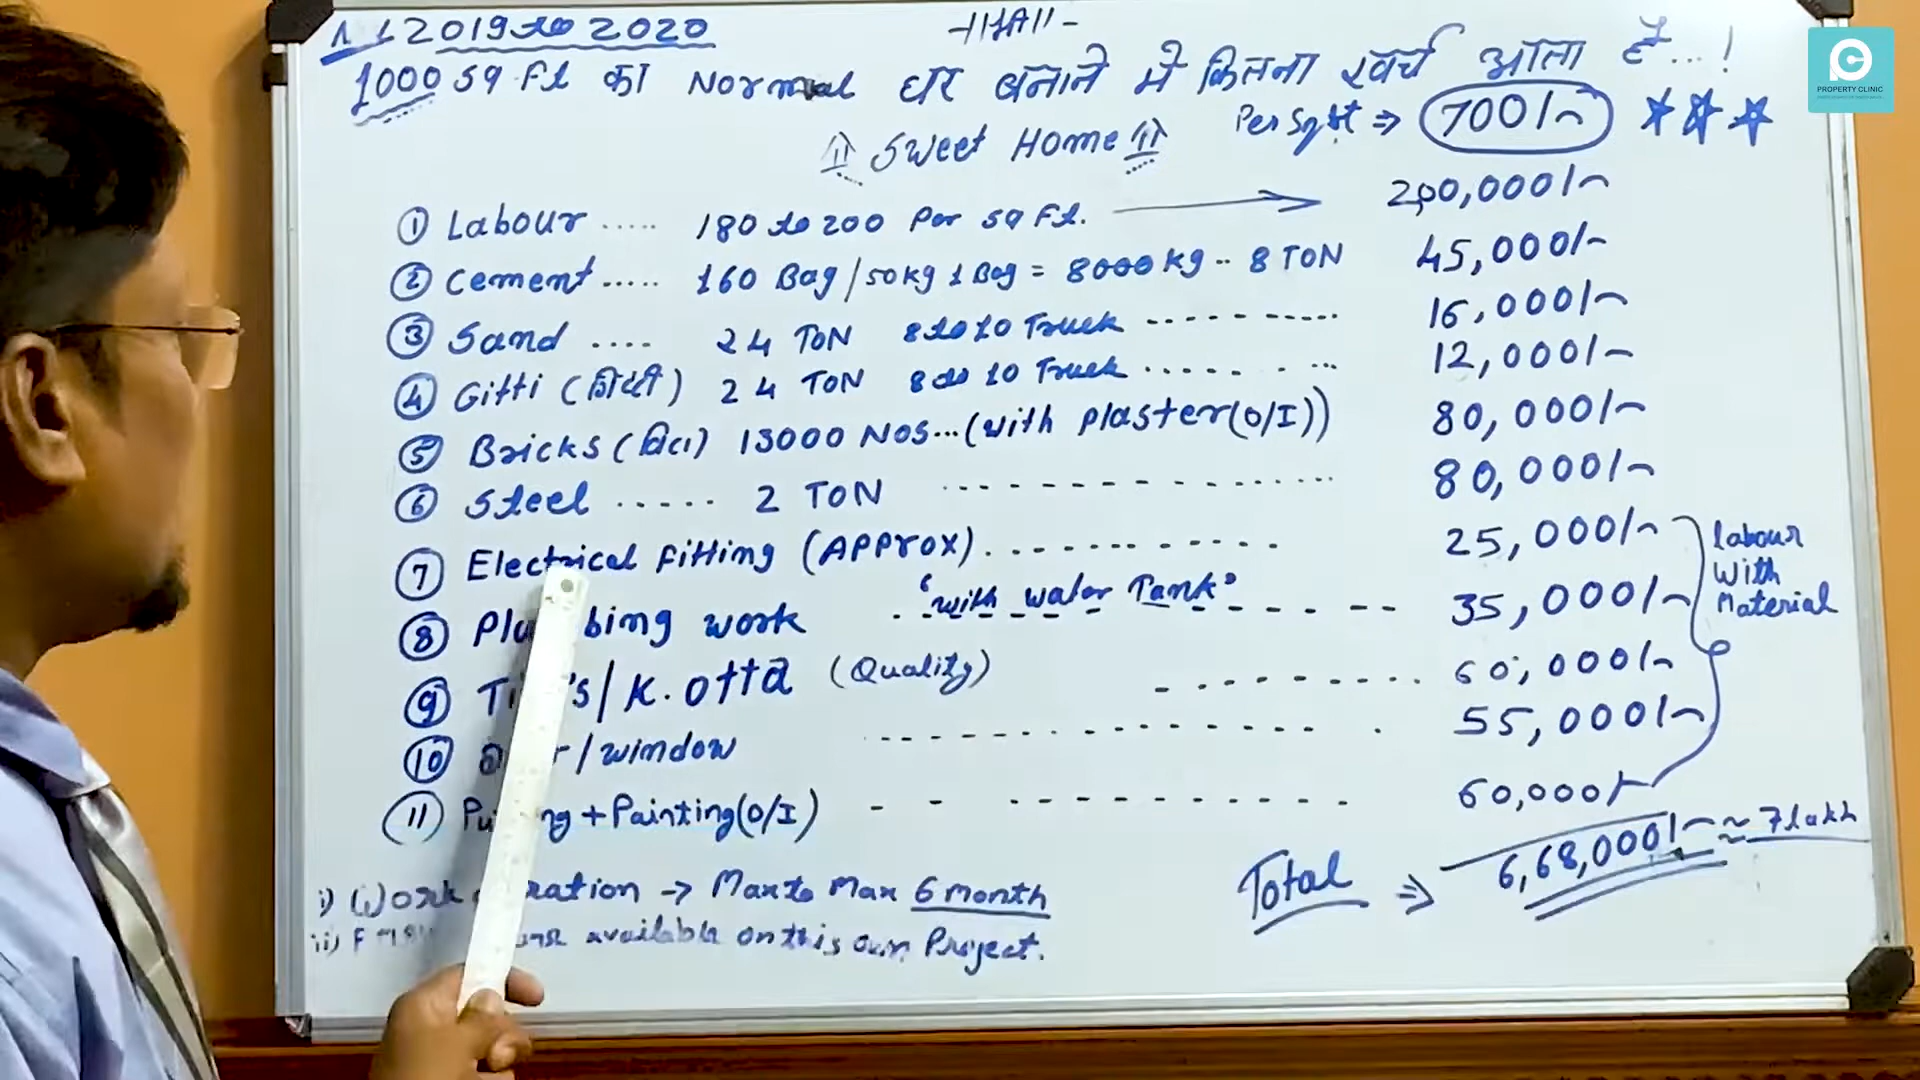 2019 to 2020
1000 SQ Ft का Normal घर बनाने में कितना खर्च आता है...!
Sweet Home
Per Sqft ⇒ 700/-
① Labour ..... 180 to 200 Per SQ Ft. → 200,000/-
② Cement ..... 160 Bag/50kg 1 Bag = 8000 kg .. 8 TON 45,000/-
③ Sand .... 24 TON 8 to 10 Truck 16,000/-
④ Gitti (गिट्टी) 24 TON 8 to 10 Truck 12,000/-
⑤ Bricks 13000 NOS...(with Plaster(O/I)) 80,000/-
⑥ Steel ..... 2 TON 80,000/-
⑦ Electrical Fitting (APProx) 25,000/-
⑧ work "with water Tank" 35,000/-
⑨ /K.otta (Quality) 60,000/-
⑩ /window 55,000/-
⑪ +Painting(O/I) 60,000/-
labour
with
Material
Total ⇒ 6,68,000/- ≈ 7 lakh
i) Work → Max to Max 6 month
ii) available on this our Project.
PROPERTY CLINIC